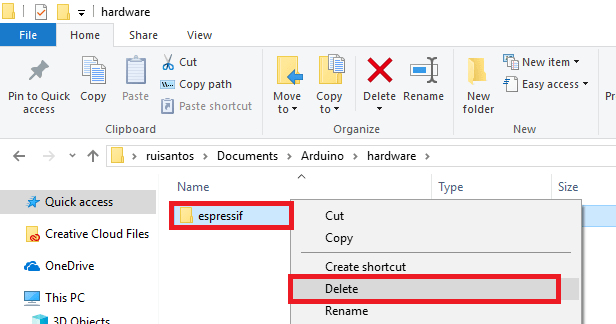 hardware
File Home Share View
Pin to Quick access
Copy
Paste
Cut
Copy path
Paste shortcut
Move to
Copy to
Delete
Rename
New folder
New item
Easy access
Clipboard Organize New
ruisantos > Documents > Arduino > hardware >
Name Type Size
Quick access
Creative Cloud Files
OneDrive
This PC
3D Objects
espressif
Cut
Copy
Create shortcut
Delete
Rename